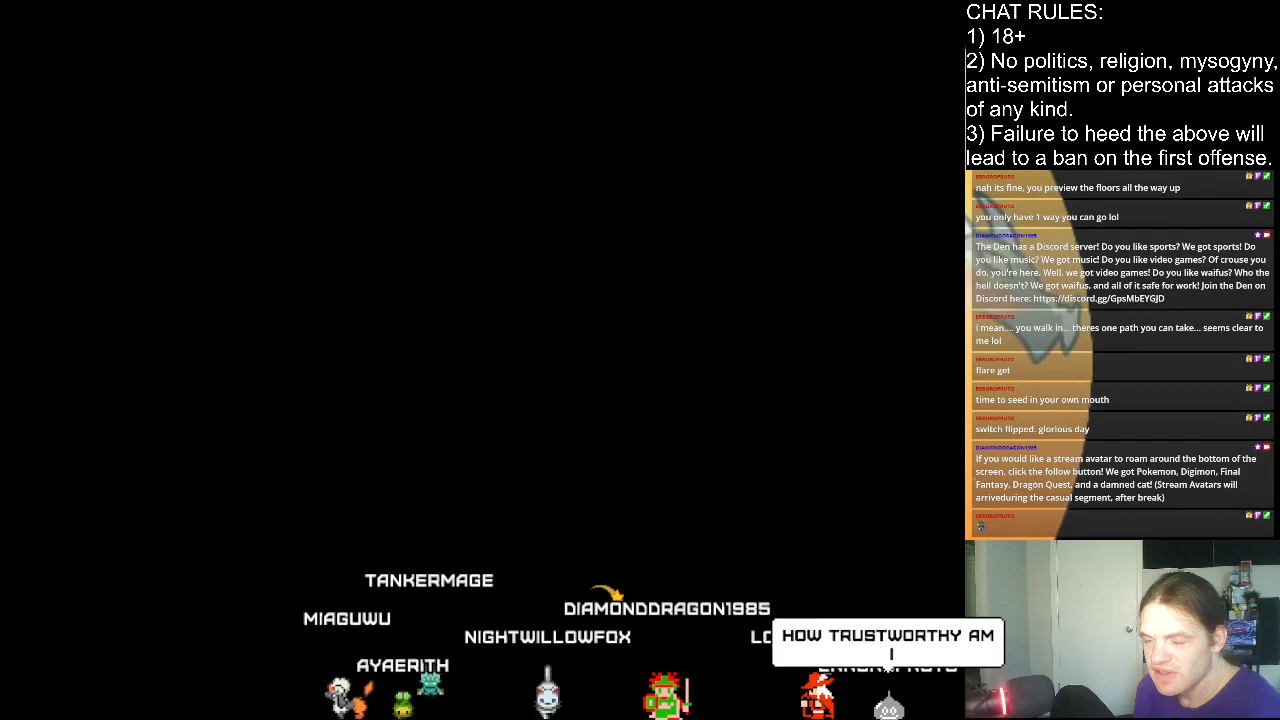 CHAT RULES:
1) 18+
2) No politics, religion, mysogyny,
anti-semitism or personal attacks
of any kind.
3) Failure to heed the above will
lead to a ban on the first offense.
ERROROFRUTO
nah its fine, you preview the floors all the way up
ERROROFRUTO
you only have 1 way you can go lol
DIAMONDDRAGON1985
The Den has a Discord server! Do you like sports? We got sports! Do
you like music? We got music! Do you like video games? Of crouse you
do, you're here. Well, we got video games! Do you like waifus? Who the
hell doesn't? We got waifus, and all of it safe for work! Join the Den on
Discord here: https://discord.gg/GpsMbEYGJD
ERROROFRUTO
i mean.... you walk in... theres one path you can take... seems clear to
me lol
ERROROFRUTO
flare get
ERROROFRUTO
time to seed in your own mouth
ERROROFRUTO
switch flipped. glorious day
DIAMONDDRAGON1985
If you would like a stream avatar to roam around the bottom of the
screen, click the follow button! We got Pokemon, Digimon, Final
Fantasy, Dragon Quest, and a damned cat! (Stream Avatars will
arriveduring the casual segment, after break)
ERROROFRUTO
TANKERMAGE
DIAMONDDRAGON1985
MIAGUWU
NIGHTWILLOWFOX
HOW TRUSTWORTHY AM
I
AYAERITH